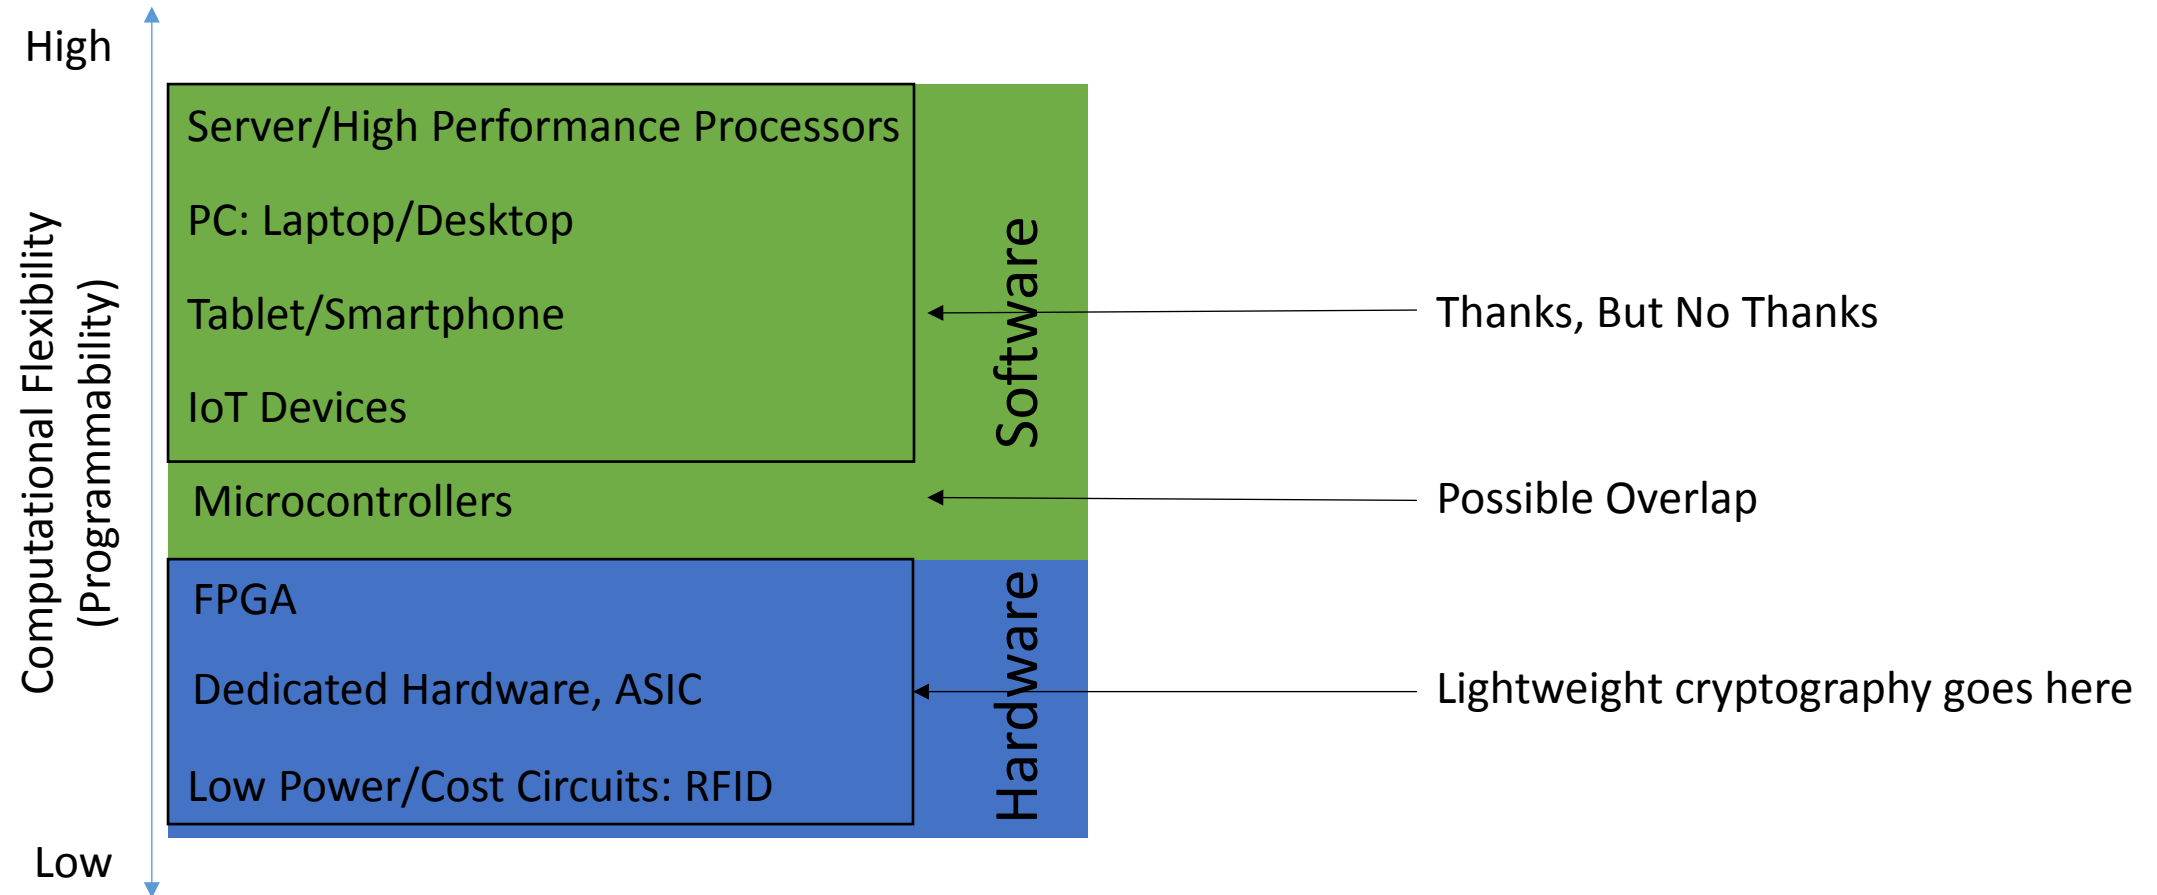 High
Computational Flexibility
(Programmability)
Low
Server/High Performance Processors
PC: Laptop/Desktop
Tablet/Smartphone
IoT Devices
Microcontrollers
FPGA
Dedicated Hardware, ASIC
Low Power/Cost Circuits: RFID
Software
Hardware
Thanks, But No Thanks
Possible Overlap
Lightweight cryptography goes here